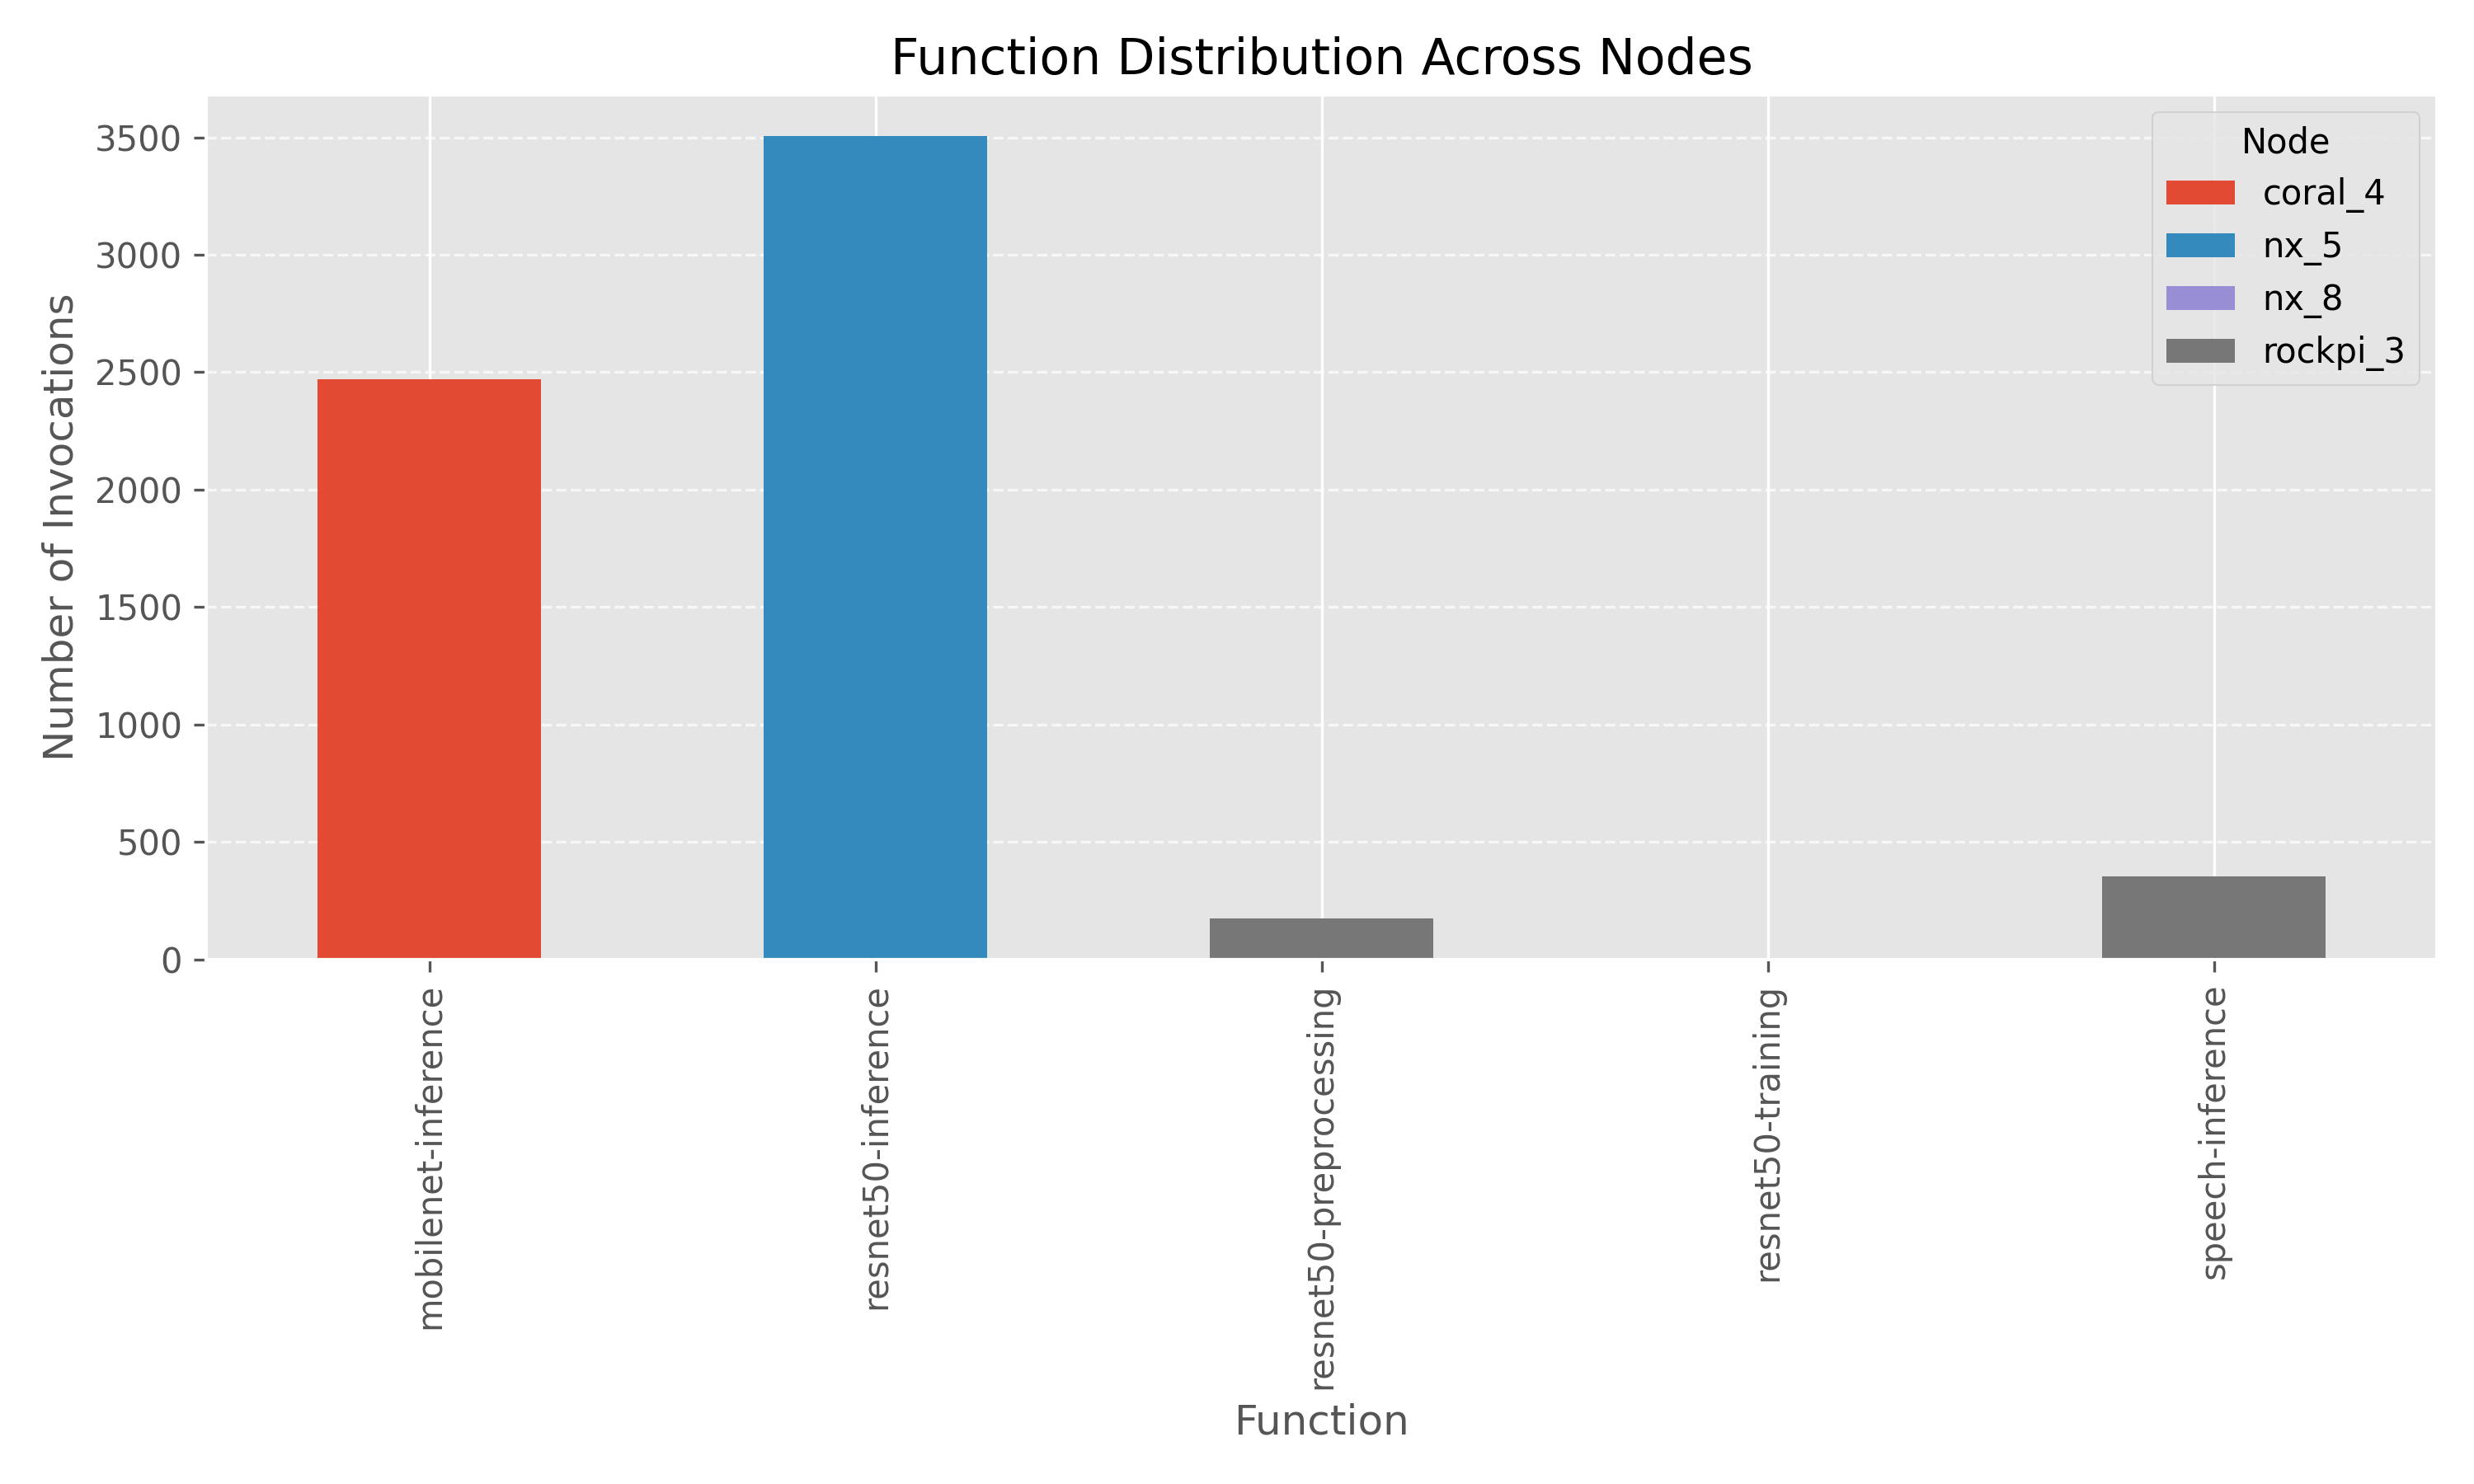 Function Distribution Across Nodes
Number of Invocations
3500
3000
2500
2000
1500
1000
500
0
Node
coral_4
nx_5
nx_8
rockpi_3
mobilenet-inference
resnet50-inference
resnet50-preprocessing
resnet50-training
speech-inference
Function